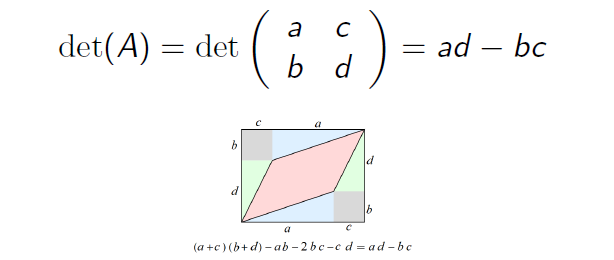 det(A) = det ( a c b d ) = ad − bc
c a
b
d
d
b
a c
(a+c)(b+d)−ab−2bc−cd=ad−bc